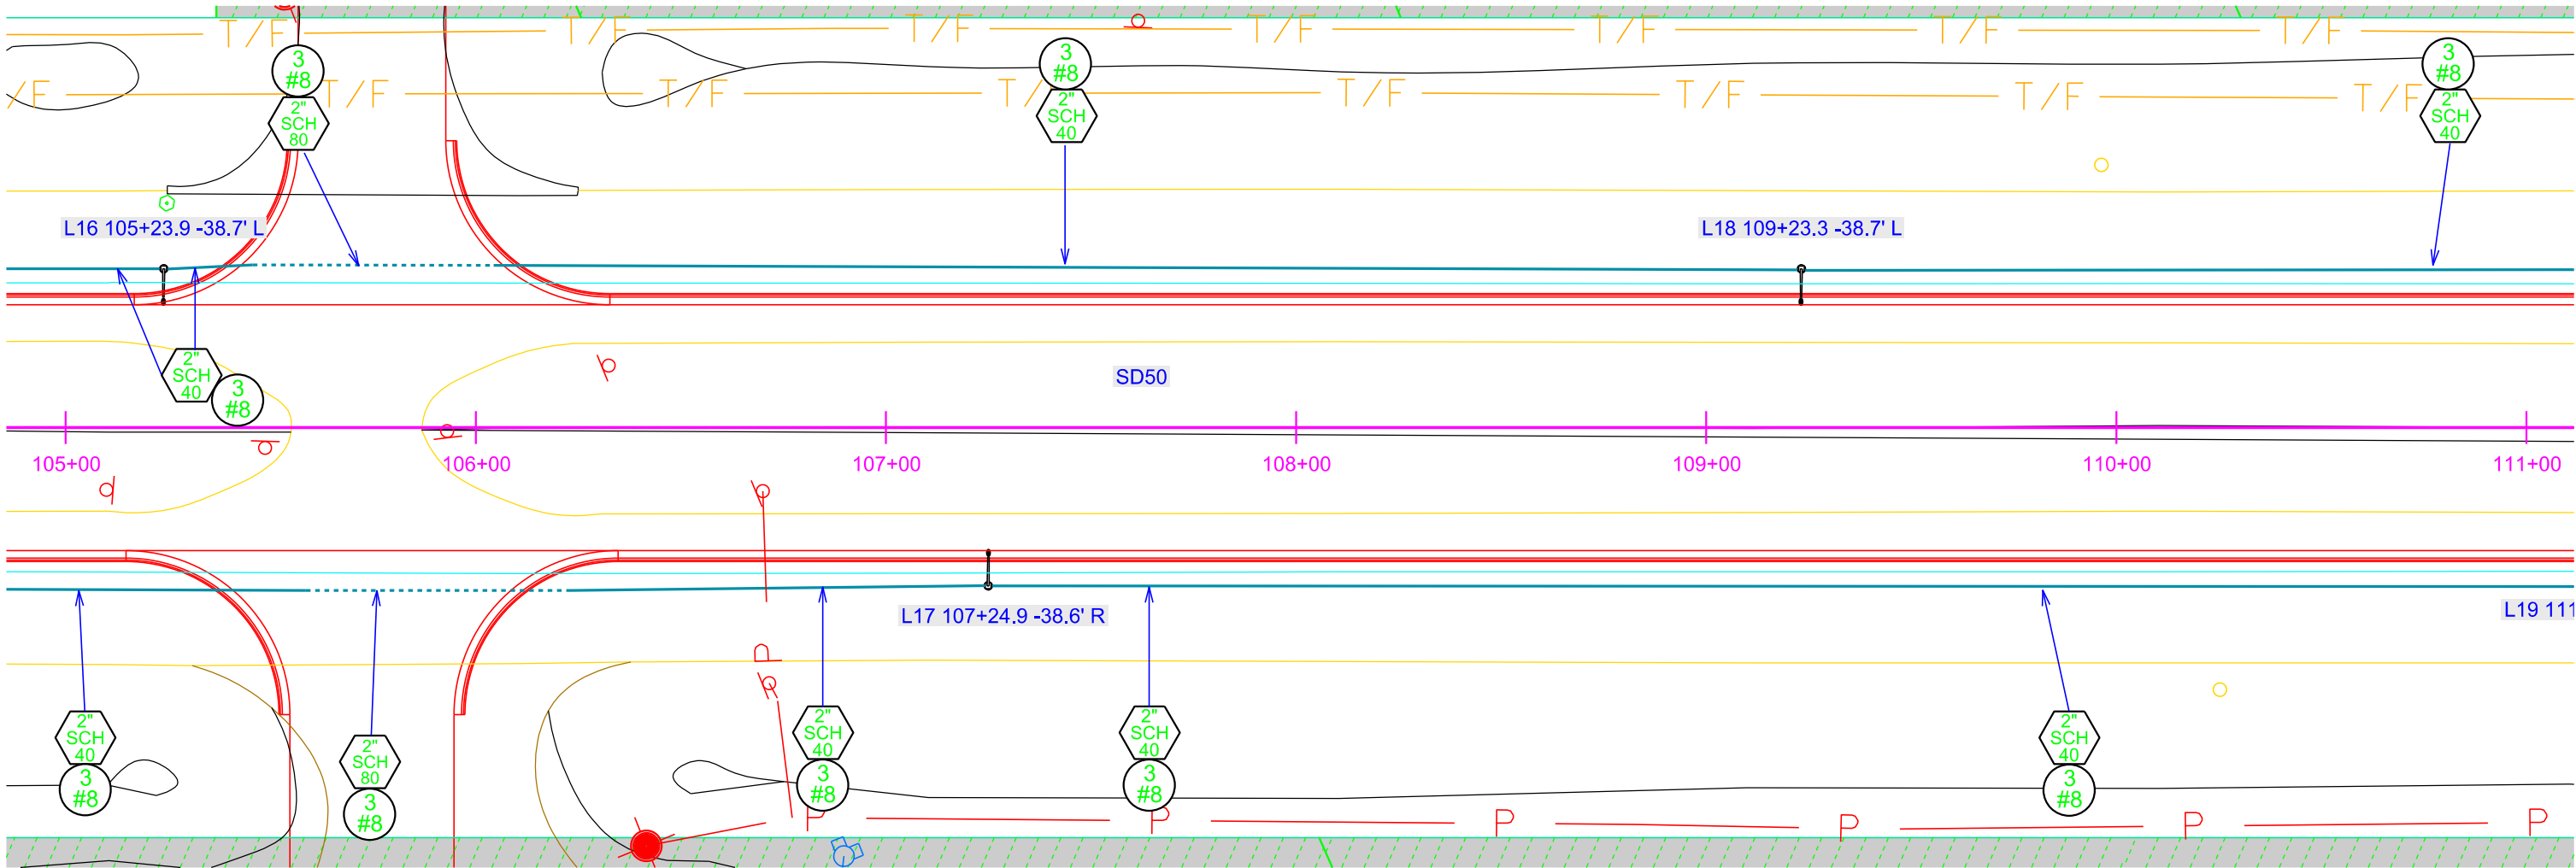 T/F T/F T/F T/F T/F T/F T/F
3
#8
3
#8
3
#8
/F T/F T/F T/ T/F T/F T/F T/F
2"
SCH
80
2"
SCH
40
2"
SCH
40
L16 105+23.9 -38.7' L
L18 109+23.3 -38.7' L
2"
SCH
40
3
#8
SD50
105+00 106+00 107+00 108+00 109+00 110+00 111+00
L17 107+24.9 -38.6' R
L19 111
P
2"
SCH
40
3
#8
2"
SCH
80
3
#8
2"
SCH
40
3
#8
2"
SCH
40
3
#8
2"
SCH
40
3
#8
P P P P P P